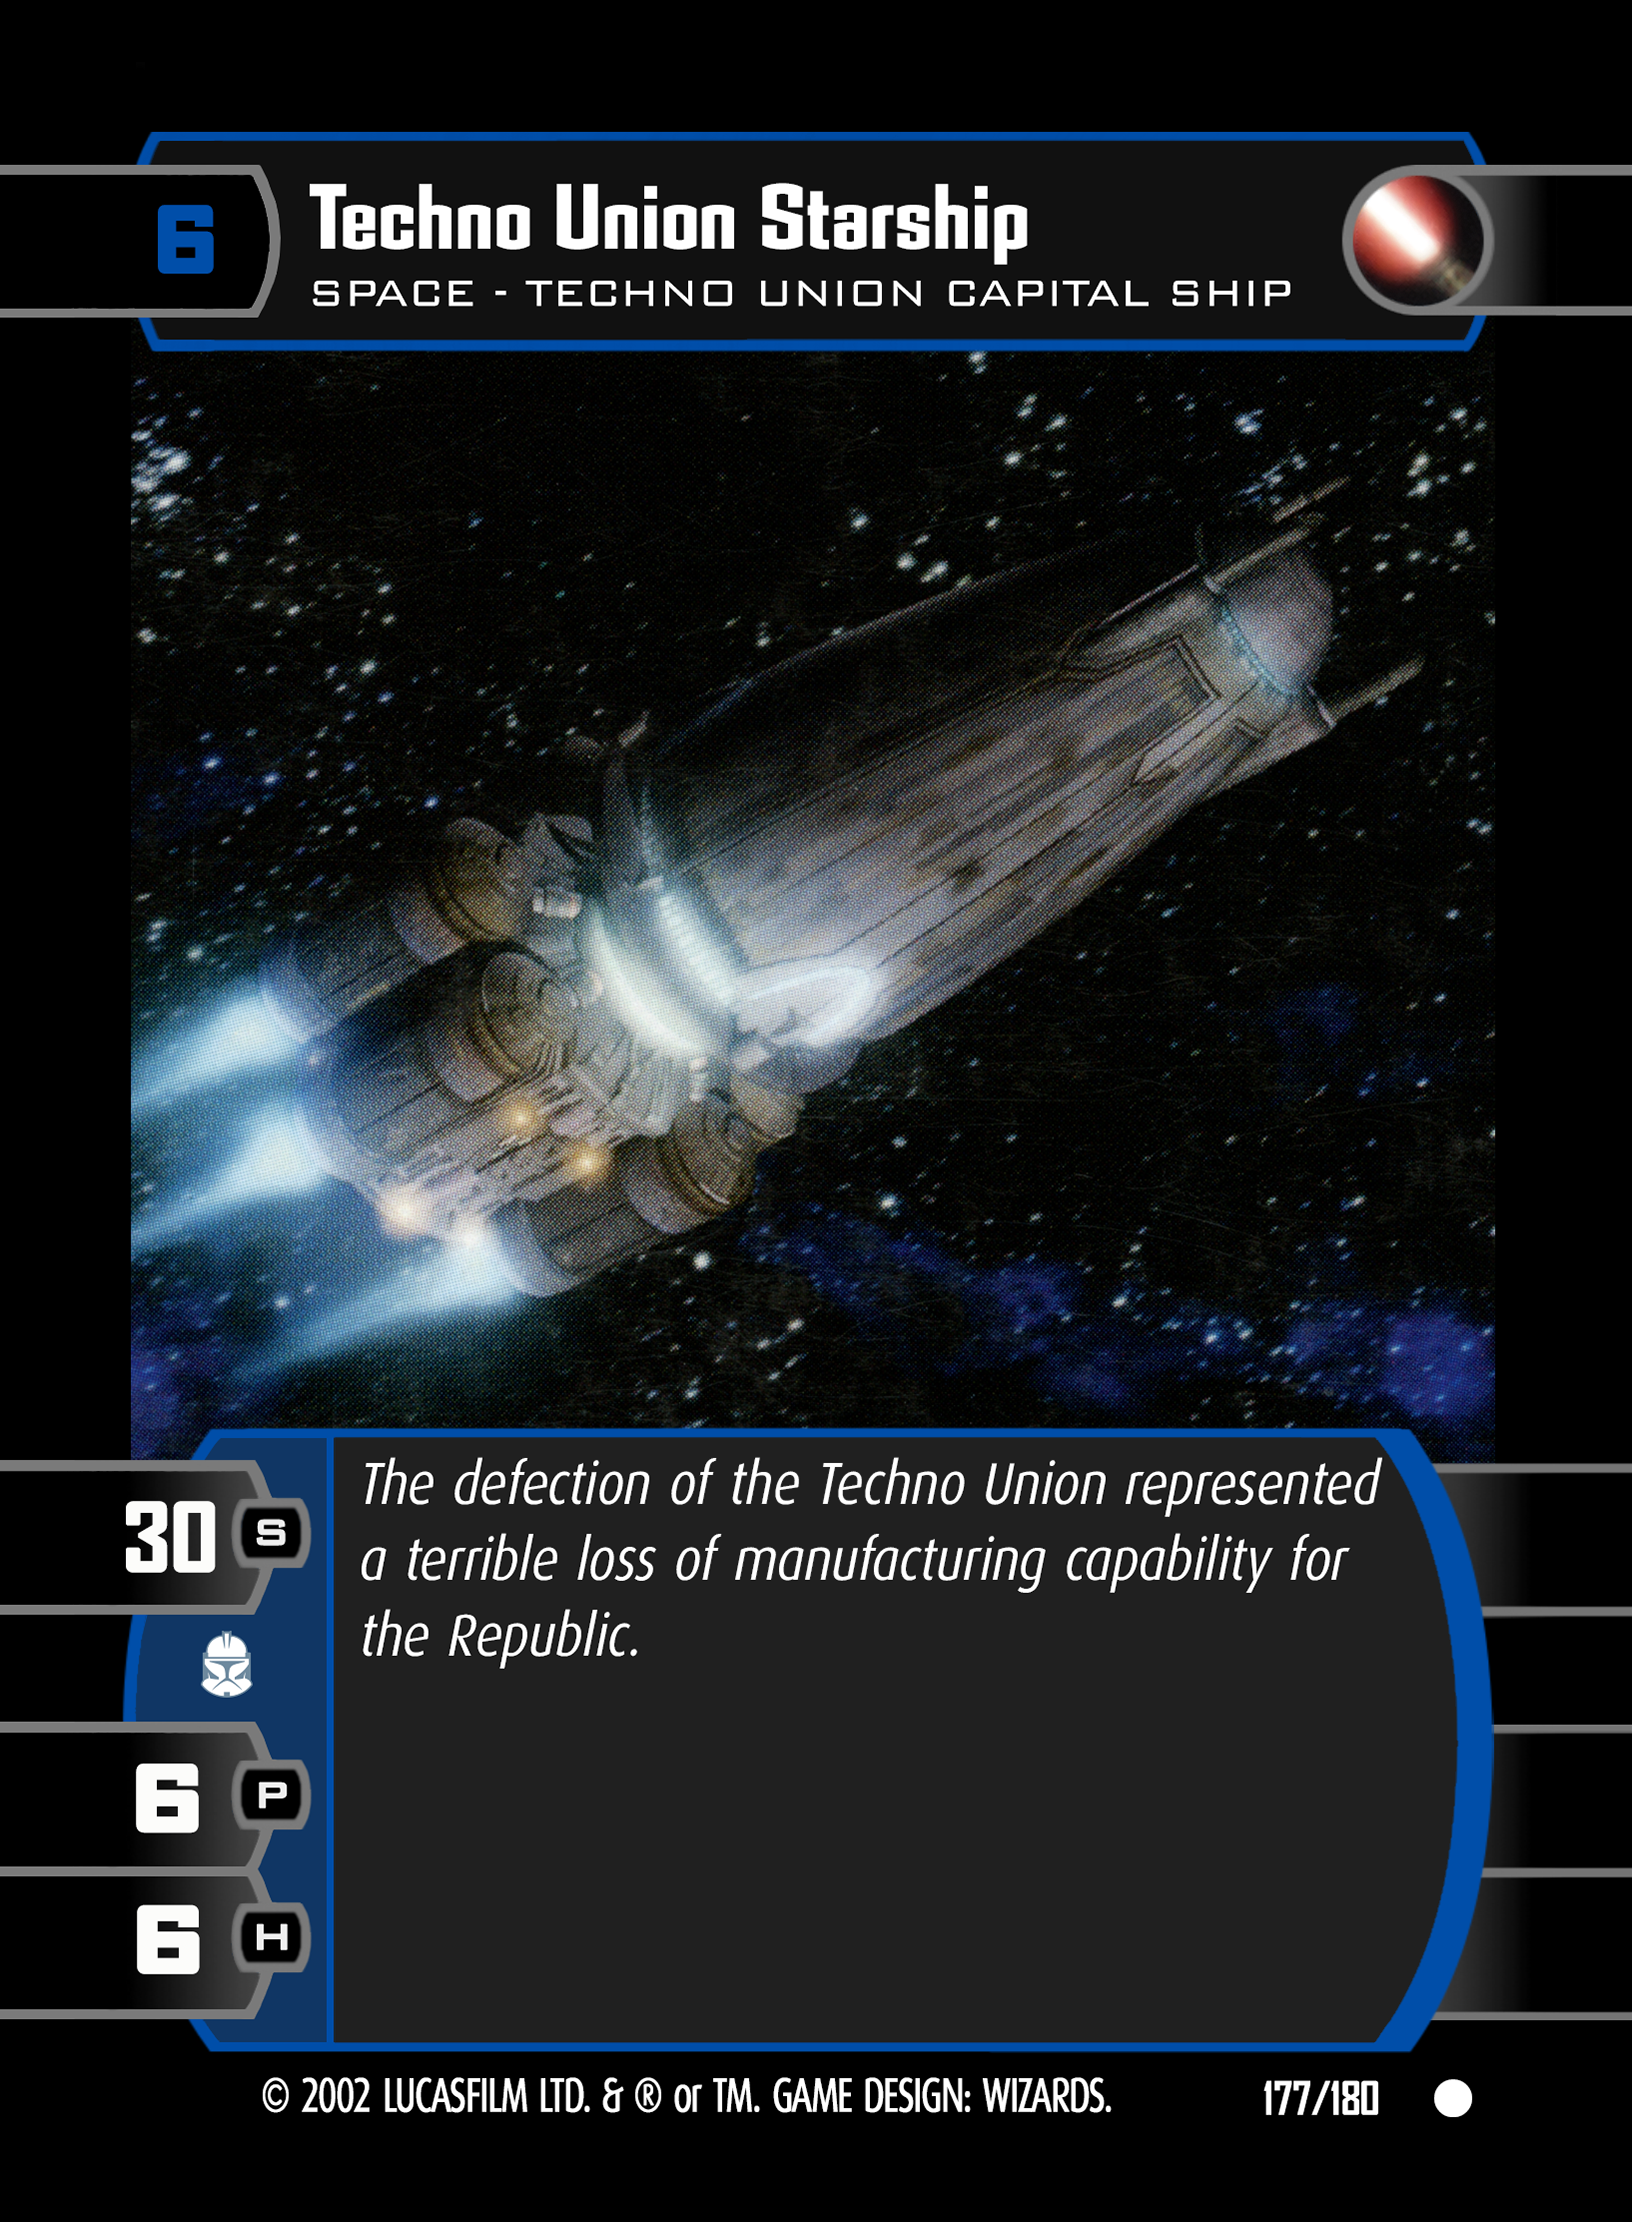 6
Techno Union Starship
SPACE - TECHNO UNION CAPITAL SHIP
30 S
The defection of the Techno Union represented
a terrible loss of manufacturing capability for
the Republic.
6 P
6 H
© 2002 LUCASFILM LTD. & ® or TM. GAME DESIGN: WIZARDS.
177/180